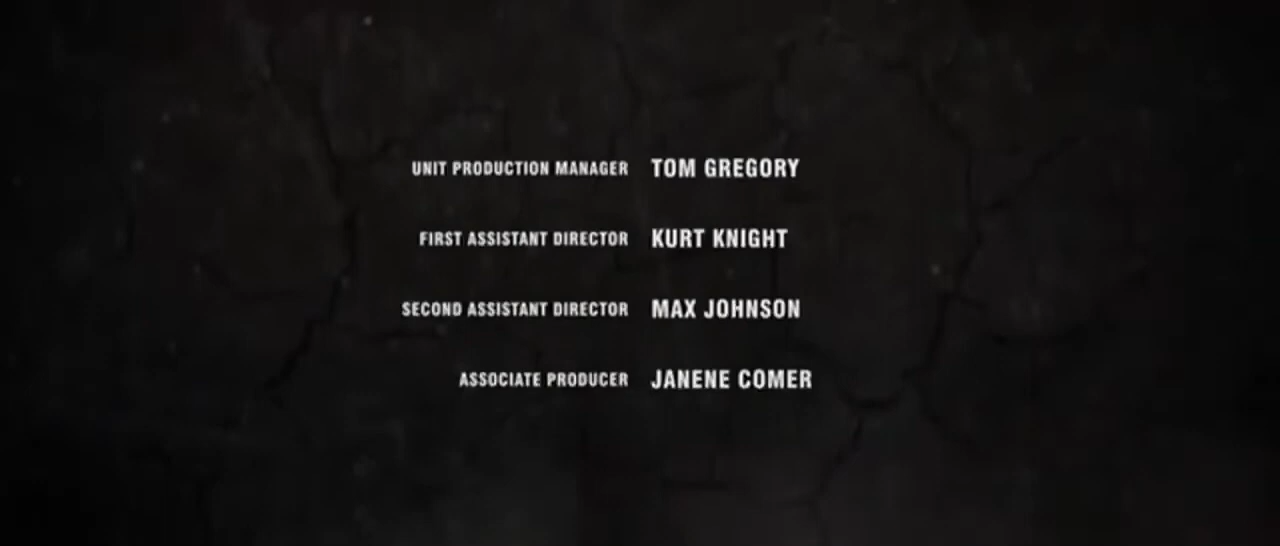 UNIT PRODUCTION MANAGER TOM GREGORY
FIRST ASSISTANT DIRECTOR KURT KNIGHT
SECOND ASSISTANT DIRECTOR MAX JOHNSON
ASSOCIATE PRODUCER JANENE COMER